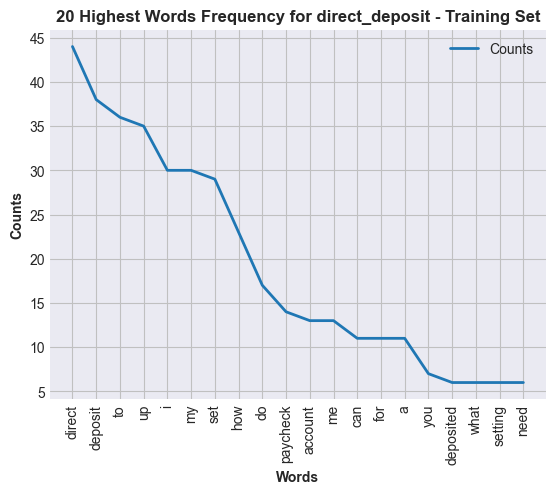 20 Highest Words Frequency for direct_deposit - Training Set
Counts
45
40
35
30
25
20
15
10
5
Counts
direct
deposit
to
up
i
my
set
how
do
paycheck
account
me
can
for
a
you
deposited
what
setting
need
Words